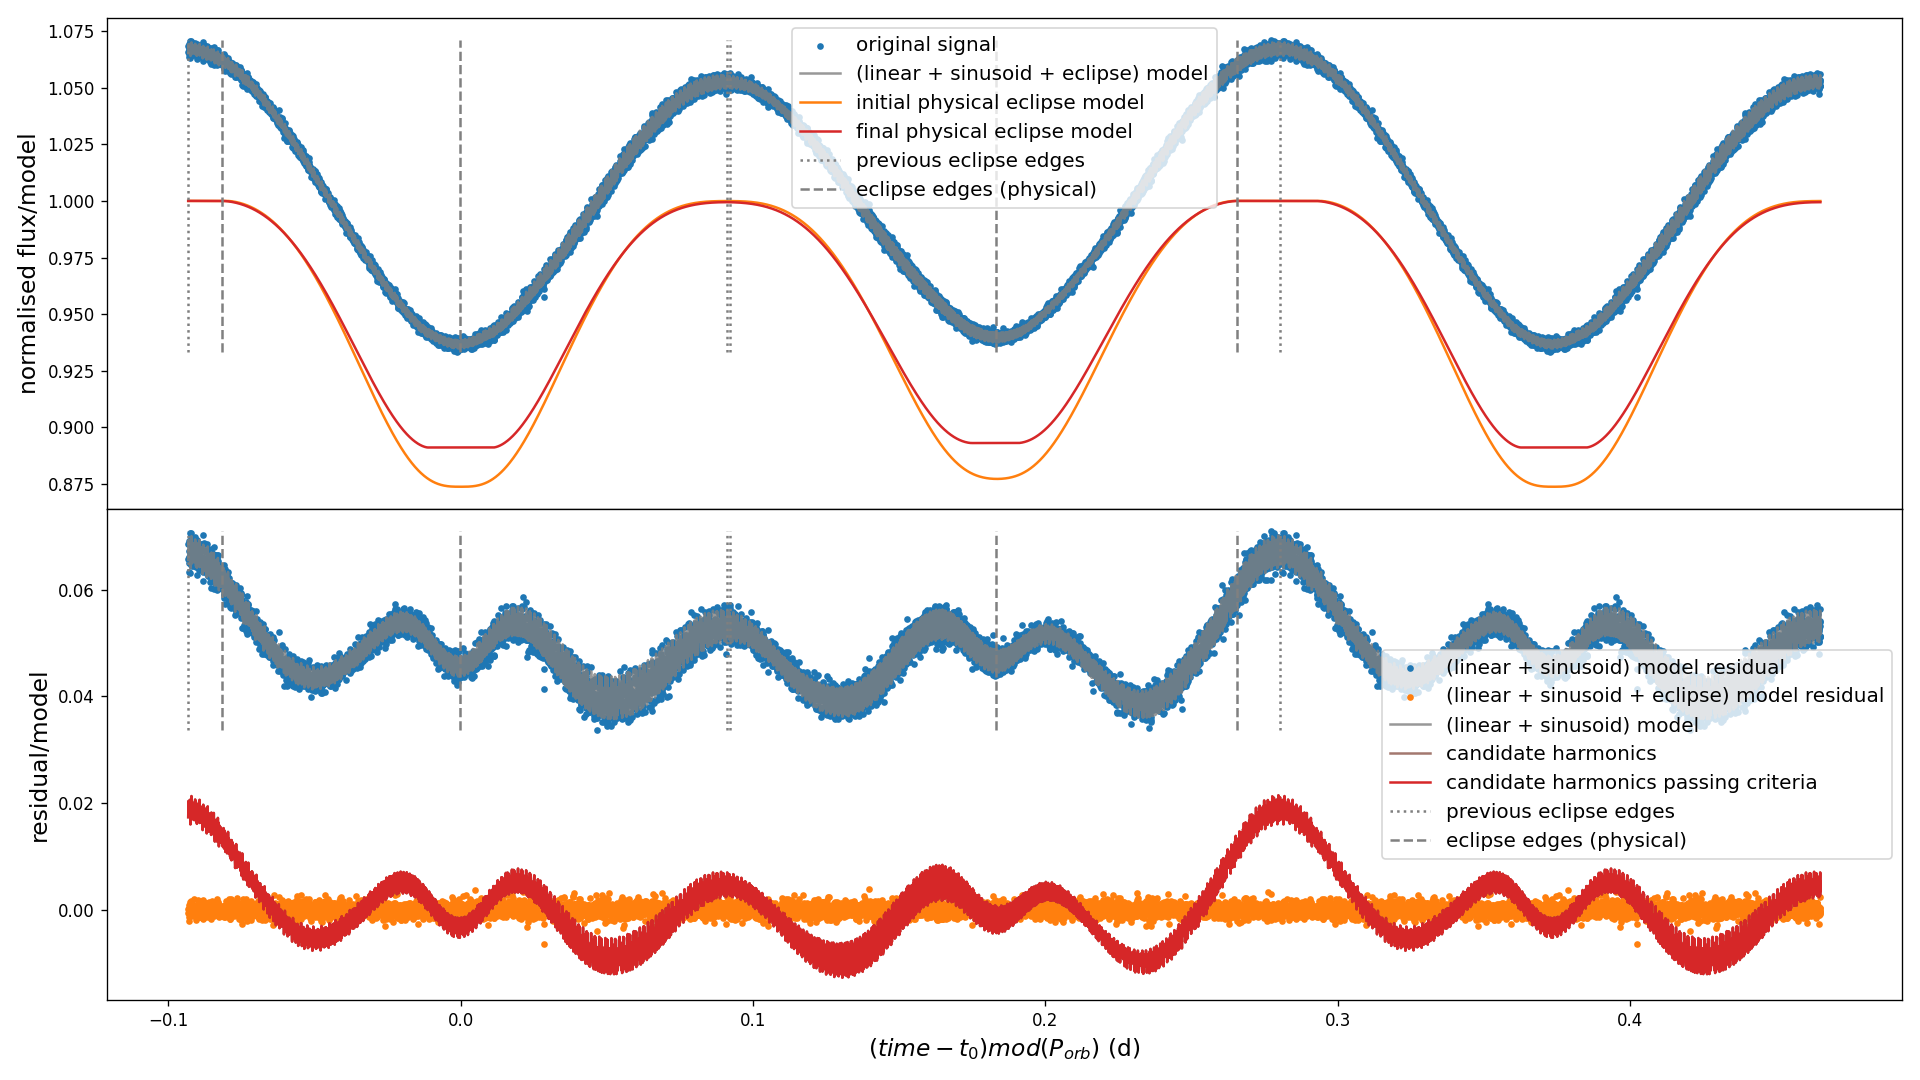 1.075
1.050
1.025
1.000
0.975
0.950
0.925
0.900
0.875
normalised flux/model
original signal
(linear + sinusoid + eclipse) model
initial physical eclipse model
final physical eclipse model
previous eclipse edges
eclipse edges (physical)
0.06
0.04
0.02
0.00
residual/model
(linear + sinusoid) model residual
(linear + sinusoid + eclipse) model residual
(linear + sinusoid) model
candidate harmonics
candidate harmonics passing criteria
previous eclipse edges
eclipse edges (physical)
−0.1 0.0 0.1 0.2 0.3 0.4
(time − t₀)mod(P_orb) (d)